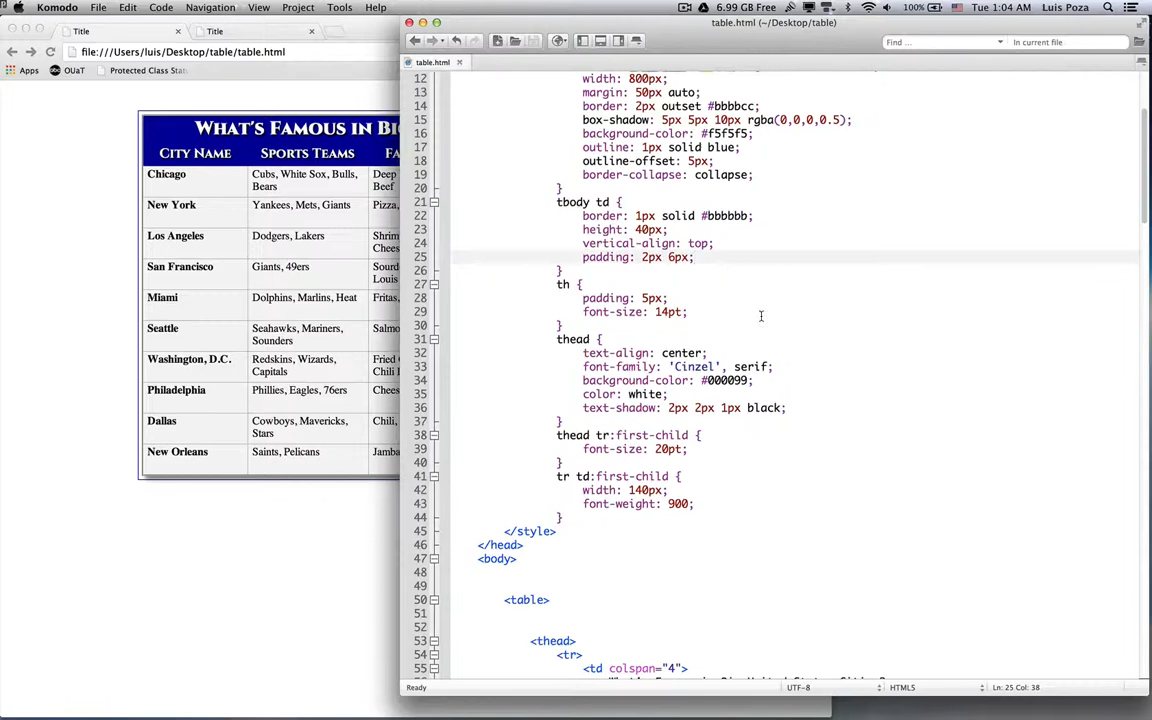 Komodo File Edit Code Navigation View Project Tools Help 6.99 GB Free 100% Tue 1:04 AM Luis Poza
table.html (~/Desktop/table)
Title × Title ×
file:///Users/luis/Desktop/table/table.html
Find ... In current file
Apps OUaT Protected Class Stat
table.html
What's Famous in Bi
City Name Sports Teams Fa
Chicago Cubs, White Sox, Bulls, Deep
Bears Beef
New York Yankees, Mets, Giants Pizza,
Los Angeles Dodgers, Lakers Shrim
Chees
San Francisco Giants, 49ers Sourd
Louis
Miami Dolphins, Marlins, Heat Fritas,
Seattle Seahawks, Mariners, Salmo
Sounders
Washington, D.C. Redskins, Wizards, Fried
Capitals Chili
Philadelphia Phillies, Eagles, 76ers Chees
Dallas Cowboys, Mavericks, Chili,
Stars
New Orleans Saints, Pelicans Jamba
12 width: 800px;
13 margin: 50px auto;
14 border: 2px outset #bbbbcc;
15 box-shadow: 5px 5px 10px rgba(0,0,0,0.5);
16 background-color: #f5f5f5;
17 outline: 1px solid blue;
18 outline-offset: 5px;
19 border-collapse: collapse;
20 }
21 tbody td {
22 border: 1px solid #bbbbbb;
23 height: 40px;
24 vertical-align: top;
25 padding: 2px 6px;
26 }
27 th {
28 padding: 5px;
29 font-size: 14pt;
30 }
31 thead {
32 text-align: center;
33 font-family: 'Cinzel', serif;
34 background-color: #000099;
35 color: white;
36 text-shadow: 2px 2px 1px black;
37 }
38 thead tr:first-child {
39 font-size: 20pt;
40 }
41 tr td:first-child {
42 width: 140px;
43 font-weight: 900;
44 }
45 </style>
46 </head>
47 <body>
48
49
50 <table>
51
52
53 <thead>
54 <tr>
55 <td colspan="4">
Ready UTF-8 HTML5 Ln: 25 Col: 38